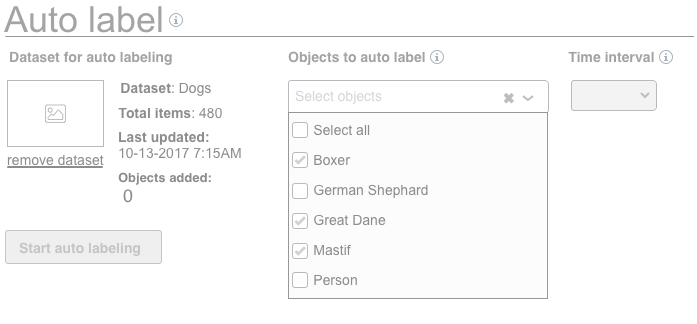 Auto label
Dataset for auto labeling
Objects to auto label
Time interval
Dataset: Dogs
Total items: 480
Last updated:
10-13-2017 7:15AM
Objects added:
0
remove dataset
Start auto labeling
Select objects
Select all
Boxer
German Shephard
Great Dane
Mastif
Person